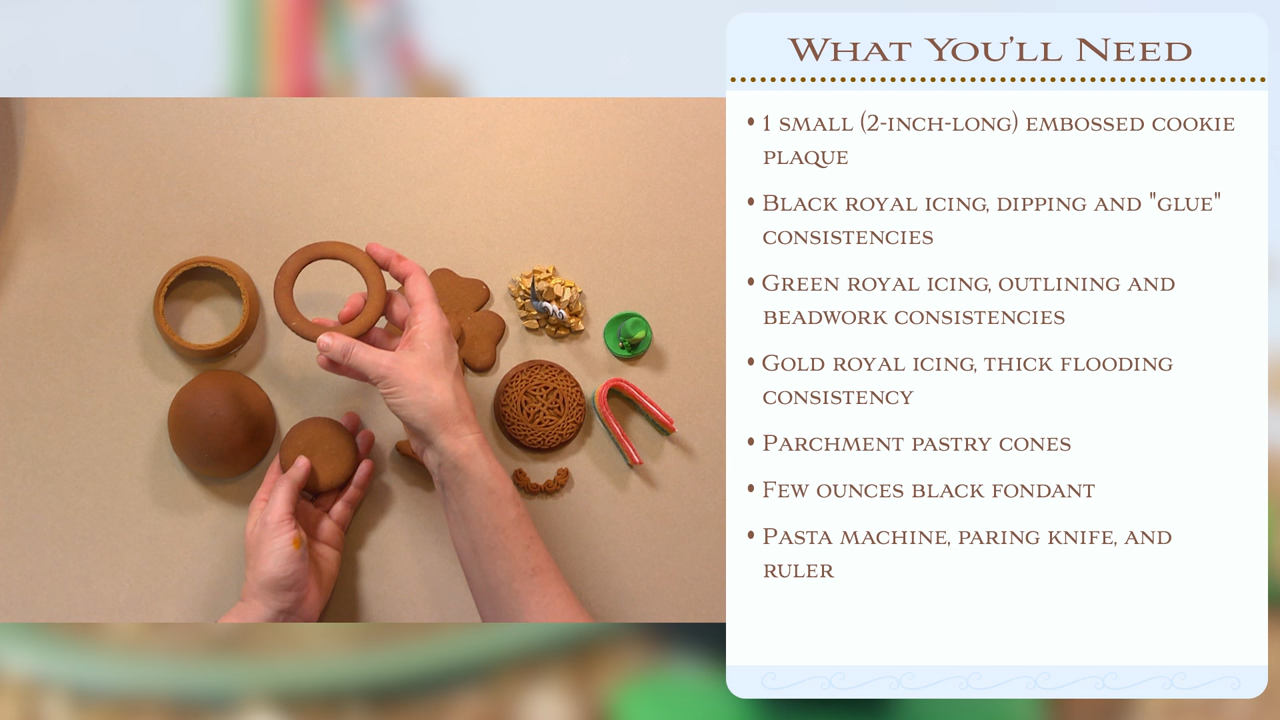 What You'll Need
• 1 small (2-inch-long) embossed cookie
plaque
• Black royal icing, dipping and "glue"
consistencies
• Green royal icing, outlining and
beadwork consistencies
• Gold royal icing, thick flooding
consistency
• Parchment pastry cones
• Few ounces black fondant
• Pasta machine, paring knife, and
ruler